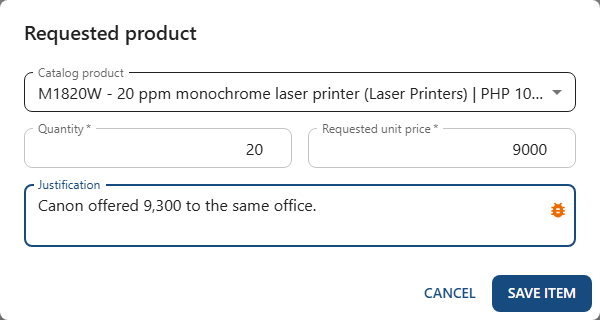 Requested product
Catalog product
M1820W - 20 ppm monochrome laser printer (Laser Printers) | PHP 10...
Quantity *
Requested unit price *
20
9000
Justification
Canon offered 9,300 to the same office.
CANCEL
SAVE ITEM